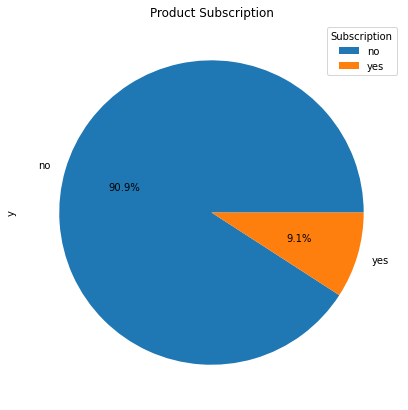 Product Subscription
Subscription
no
yes
no
90.9%
y
9.1%
yes